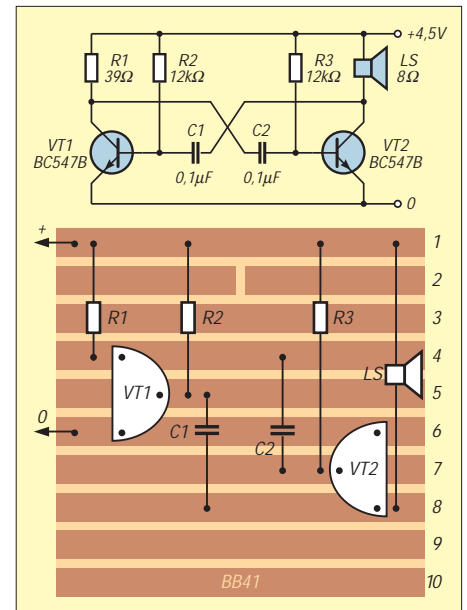 +4,5V
R1 R2 R3 LS
39Ω 12kΩ 12kΩ 8Ω
C1 C2
VT1 VT2
BC547B BC547B
0,1µF 0,1µF
0
+ 1
2
R1 R2 R3 3
4
VT1 LS 5
0 C1 C2 6
VT2 7
8
9
BB41 10